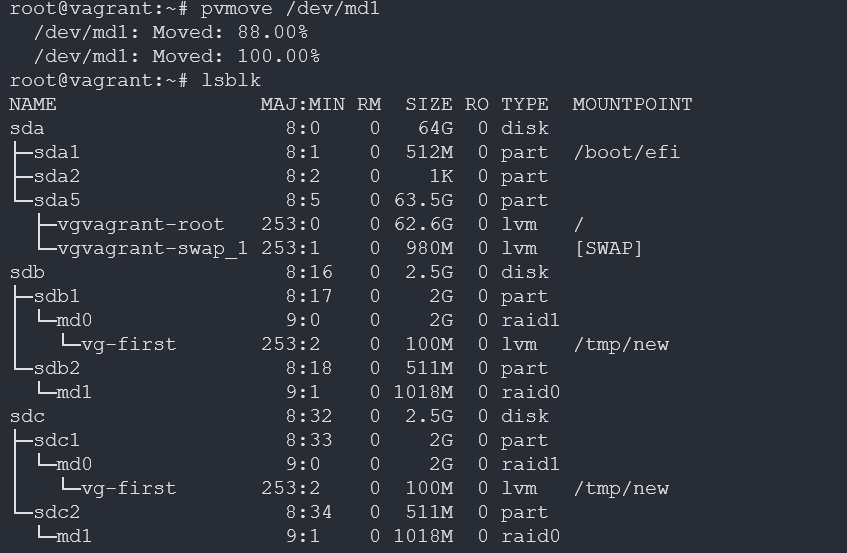 root@vagrant:~# pvmove /dev/md1
  /dev/md1: Moved: 88.00%
  /dev/md1: Moved: 100.00%
root@vagrant:~# lsblk
NAME                 MAJ:MIN RM  SIZE RO TYPE  MOUNTPOINT
sda                    8:0    0   64G  0 disk
├─sda1                 8:1    0  512M  0 part  /boot/efi
├─sda2                 8:2    0    1K  0 part
└─sda5                 8:5    0 63.5G  0 part
  ├─vgvagrant-root   253:0    0 62.6G  0 lvm   /
  └─vgvagrant-swap_1 253:1    0  980M  0 lvm   [SWAP]
sdb                    8:16   0  2.5G  0 disk
├─sdb1                 8:17   0    2G  0 part
│ └─md0                9:0    0    2G  0 raid1
│   └─vg-first       253:2    0  100M  0 lvm   /tmp/new
└─sdb2                 8:18   0  511M  0 part
  └─md1                9:1    0 1018M  0 raid0
sdc                    8:32   0  2.5G  0 disk
├─sdc1                 8:33   0    2G  0 part
│ └─md0                9:0    0    2G  0 raid1
│   └─vg-first       253:2    0  100M  0 lvm   /tmp/new
└─sdc2                 8:34   0  511M  0 part
  └─md1                9:1    0 1018M  0 raid0